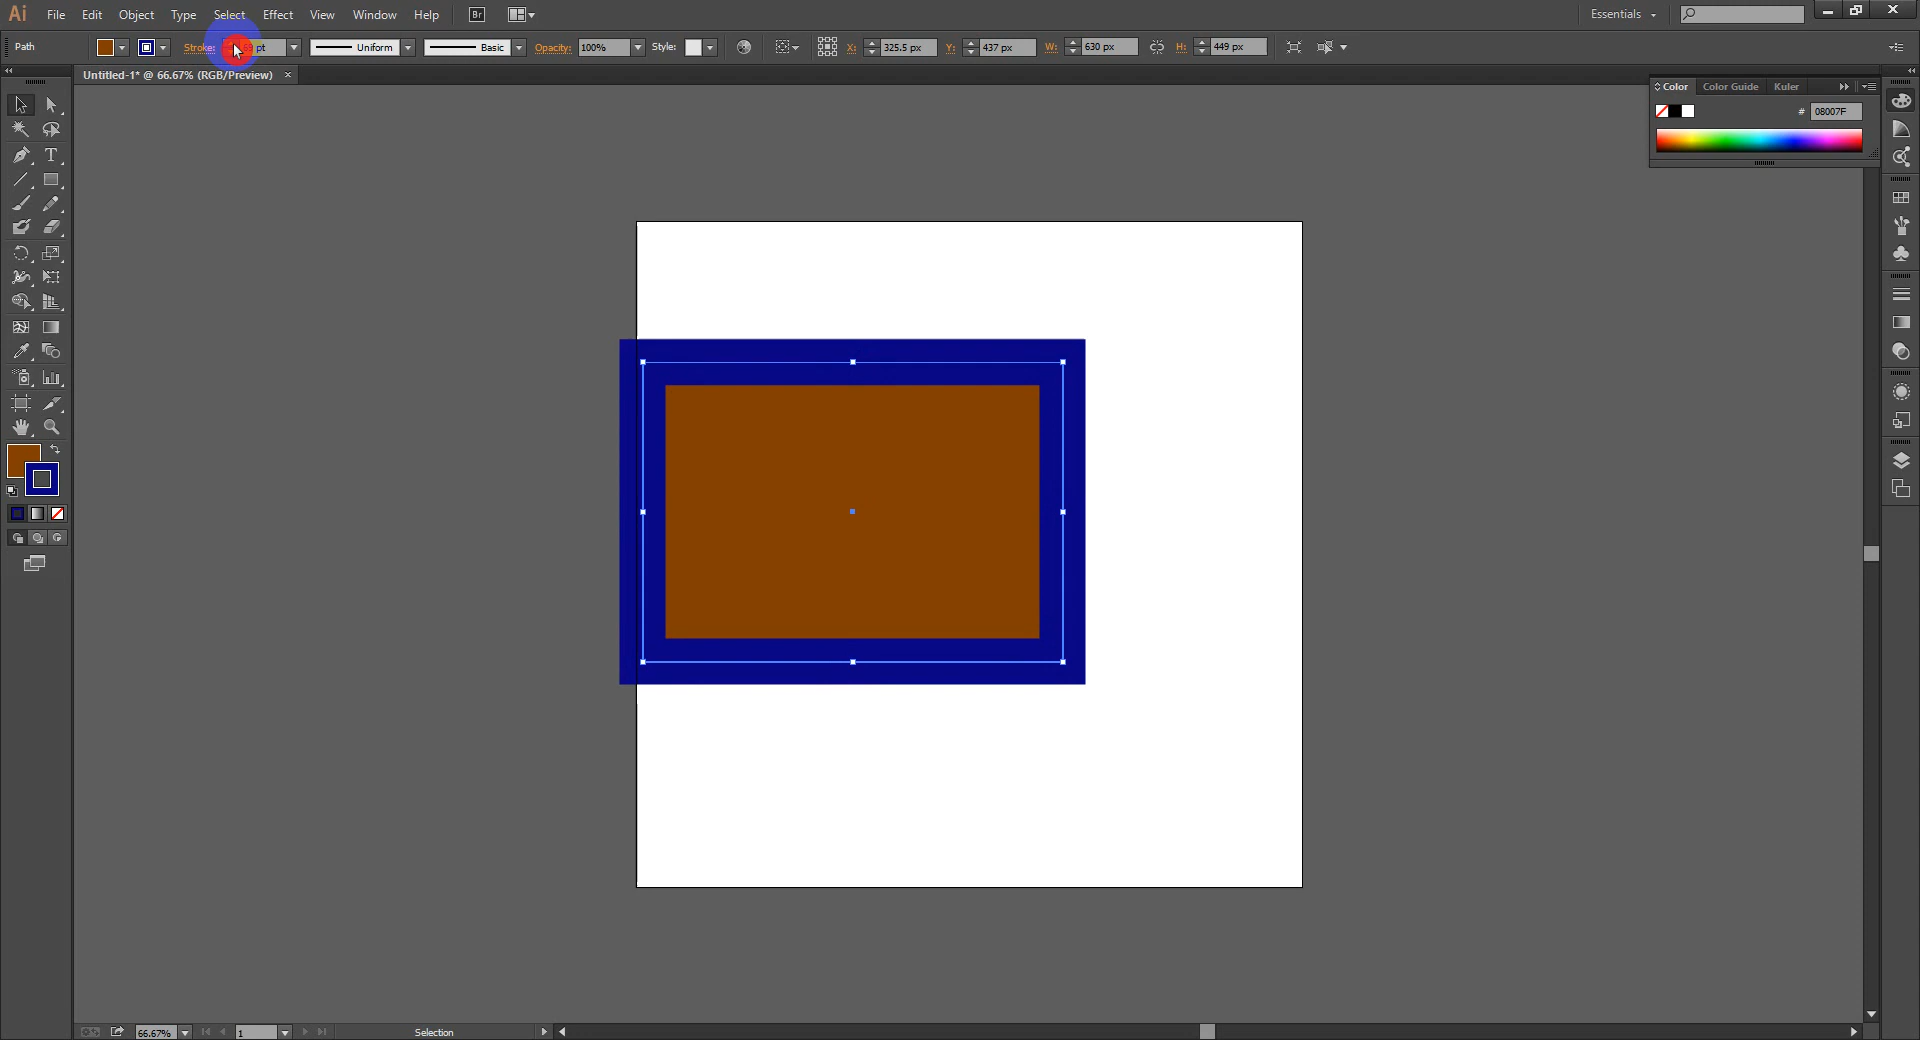 Ai File Edit Object Type Select Effect View Window Help Br Essentials
Path Stroke: pt Uniform Basic Opacity: 100% Style: X: 325.5 px Y: 437 px W: 630 px H: 449 px
Untitled-1* @ 66.67% (RGB/Preview) ×
Color Color Guide Kuler
# 08007F
T
66.67% 1 Selection